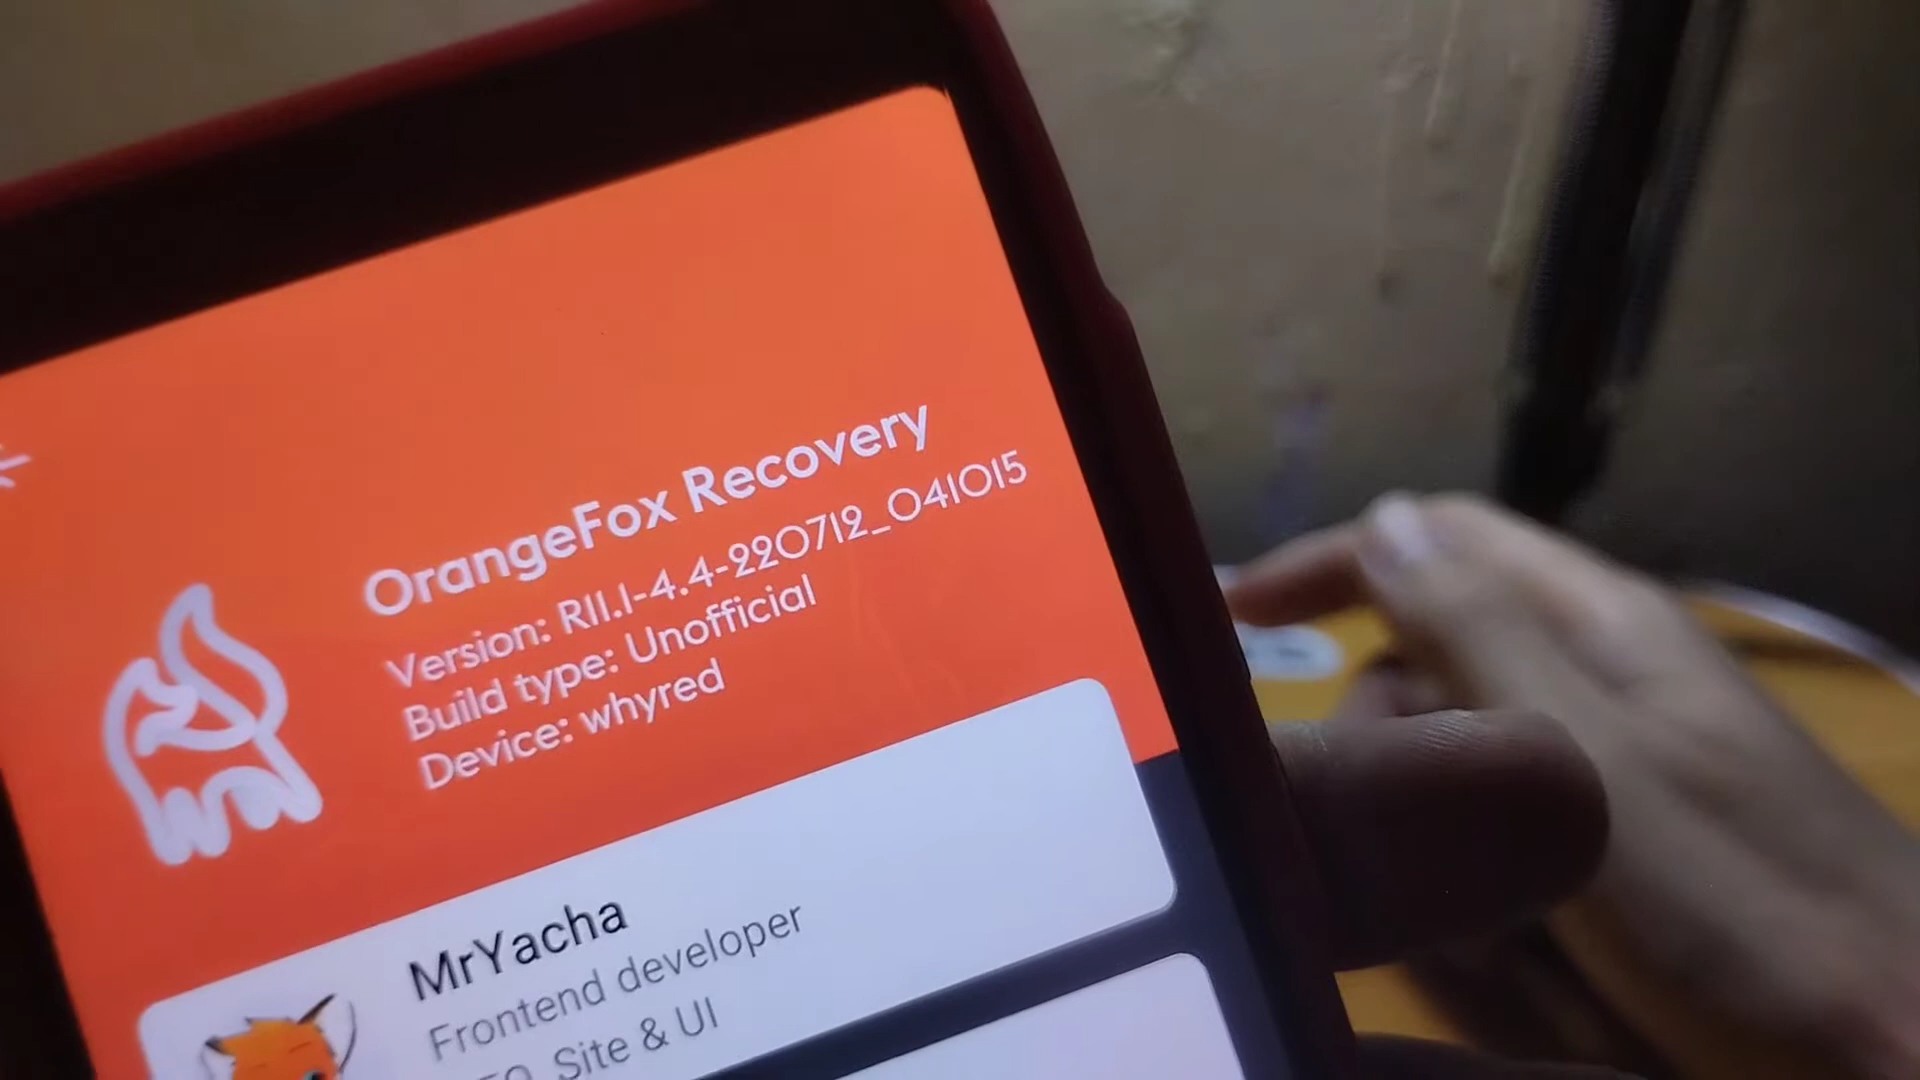 OrangeFox Recovery
Version: R11.1-4.4-220712_041015
Build type: Unofficial
Device: whyred
MrYacha
Frontend developer
Site & UI